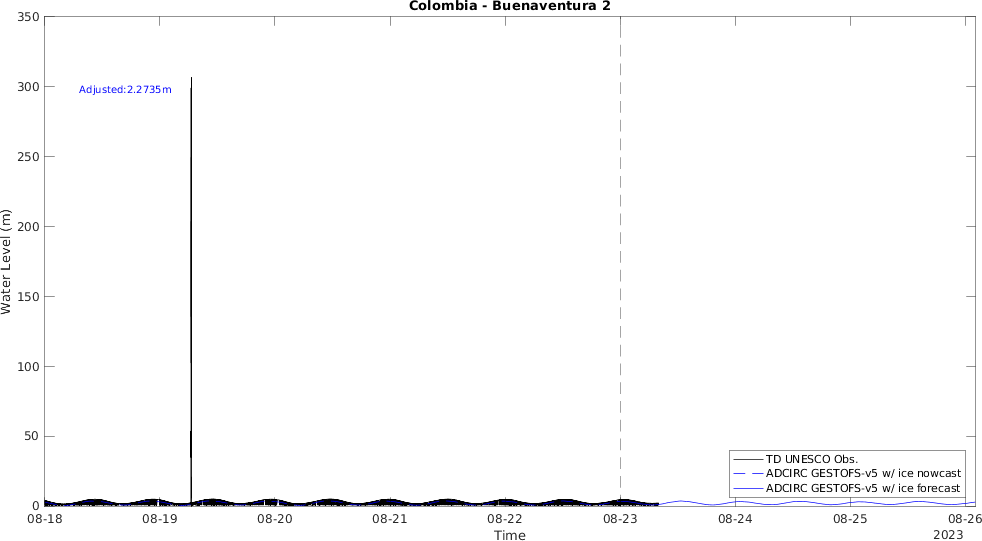 Colombia - Buenaventura 2
350
300
250
200
150
100
50
0
Adjusted:2.2735m
Water Level (m)
TD UNESCO Obs.
ADCIRC GESTOFS-v5 w/ ice nowcast
ADCIRC GESTOFS-v5 w/ ice forecast
08-18 08-19 08-20 08-21 08-22 08-23 08-24 08-25 08-26
Time
2023